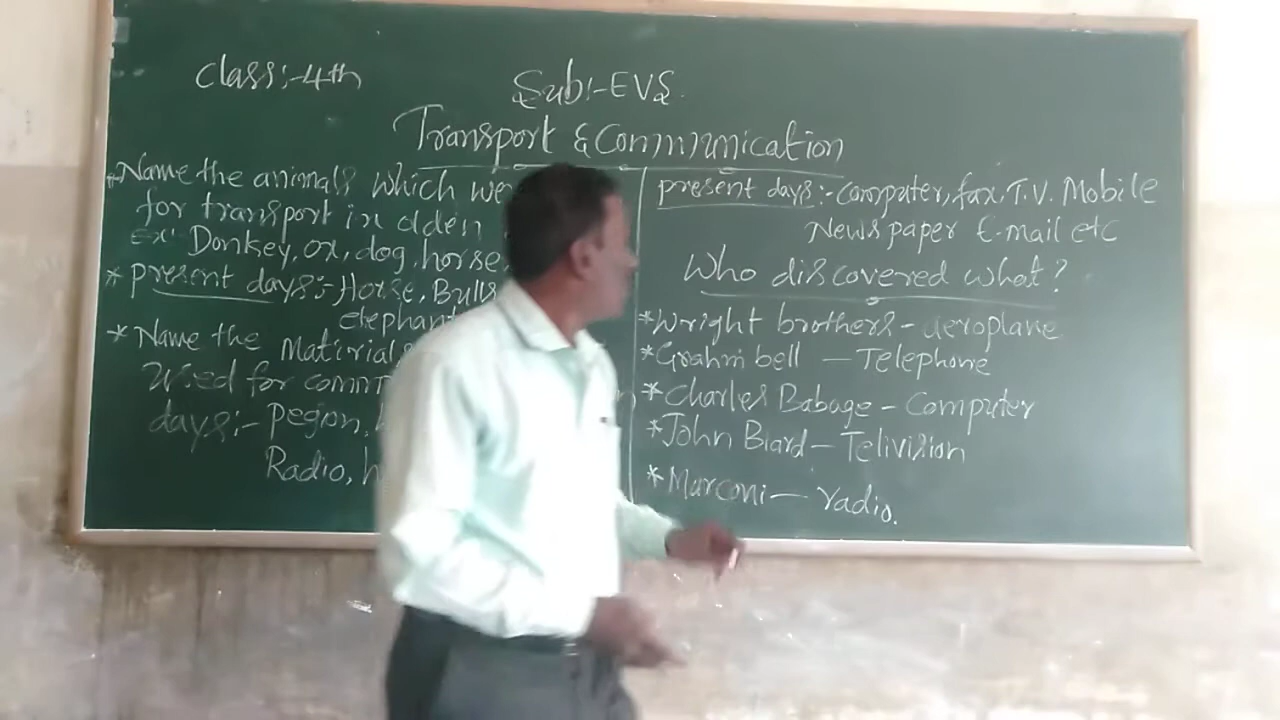 Class:-4th
Sub:-EVS.
Transport & Communication
*Name the animals which we
for transport in olden
Ex:- Donkey, ox, dog, horse,
* present days:- Horse, Bulls
elephant
* Name the Matirials
Used for comm
days:- Pegion,
Radio, h
present days:- Computer, fax, T.V. Mobile
News paper E-mail etc
Who discovered what?
*Wright brothers - aeroplane
*Grahm bell - Telephone
*Charles Babage - Computer
*John Biard - Telivision
*Marconi - radio.